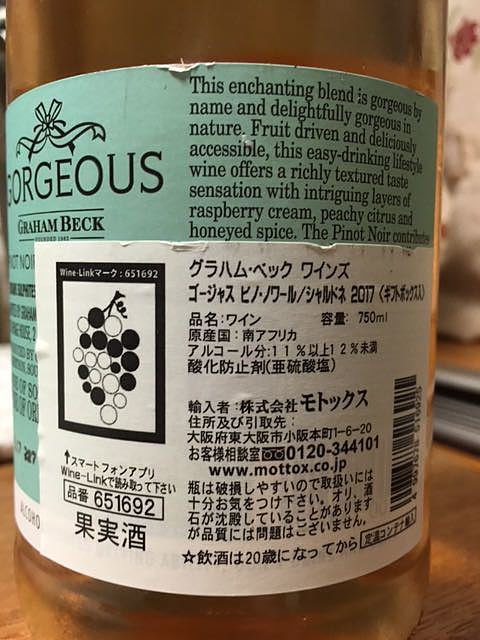 This enchanting blend is gorgeous by
name and delightfully gorgeous in
nature. Fruit driven and deliciously
accessible, this easy-drinking lifestyle
wine offers a richly textured taste
sensation with intriguing layers of
raspberry cream, peachy citrus and
honeyed spice. The Pinot Noir contributes
GORGEOUS
GRAHAM BECK
Wine-Linkマーク:651692
グラハム・ベック ワインズ
ゴージャス ピノ・ノワール/シャルドネ 2017 〈ギフトボックス入〉
品名:ワイン 容量: 750ml
原産国:南アフリカ
アルコール分:11%以上12%未満
酸化防止剤(亜硫酸塩)
輸入者:株式会社 モトックス
住所及び引取先:
大阪府東大阪市小阪本町1-6-20
お客様相談室 0120-344101
www.mottox.co.jp
瓶は破損しやすいので取扱いには
十分お気をつけ下さい。オリ、酒
石が沈殿していることがあります
が品質には問題はございません。
☆飲酒は20歳になってから 定温コンテナ輸入
↑スマートフォンアプリ
Wine-Linkで読み取って下さい
品番 651692
果実酒